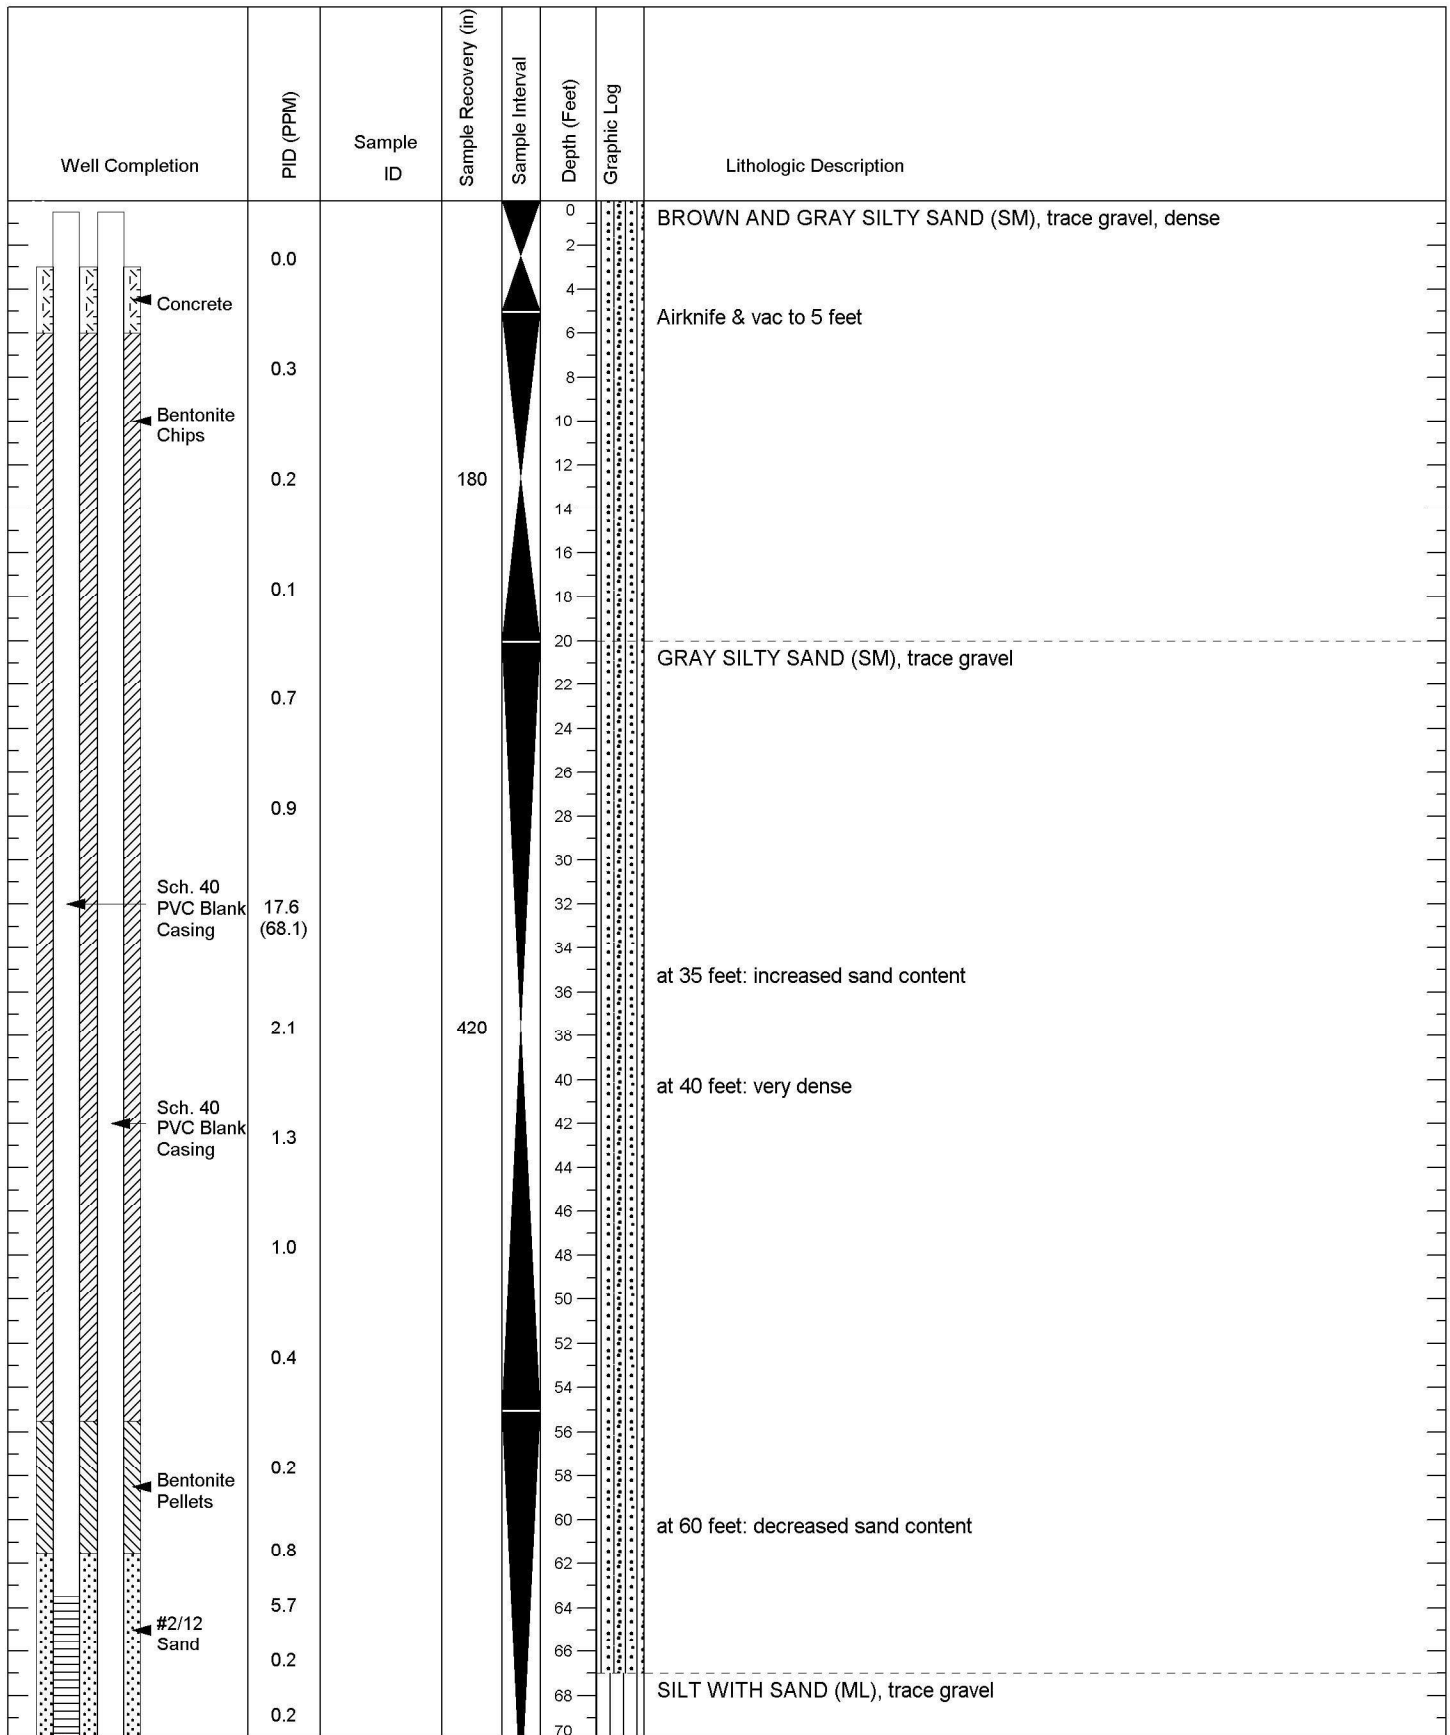 Well Completion
PID (PPM)
Sample
ID
Sample Recovery (in)
Sample Interval
Depth (Feet)
Graphic Log
Lithologic Description
0
BROWN AND GRAY SILTY SAND (SM), trace gravel, dense
2
0.0
4
Concrete
Airknife & vac to 5 feet
6
0.3
8
Bentonite
Chips
10
12
0.2
180
14
16
0.1
18
20
GRAY SILTY SAND (SM), trace gravel
22
0.7
24
26
0.9
28
30
Sch. 40
PVC Blank
Casing
17.6
(68.1)
32
34
at 35 feet: increased sand content
36
2.1
420
38
40
at 40 feet: very dense
Sch. 40
PVC Blank
Casing
42
1.3
44
46
1.0
48
50
52
0.4
54
56
0.2
58
Bentonite
Pellets
60
at 60 feet: decreased sand content
0.8
62
5.7
64
#2/12
Sand
0.2
66
68
SILT WITH SAND (ML), trace gravel
0.2
70